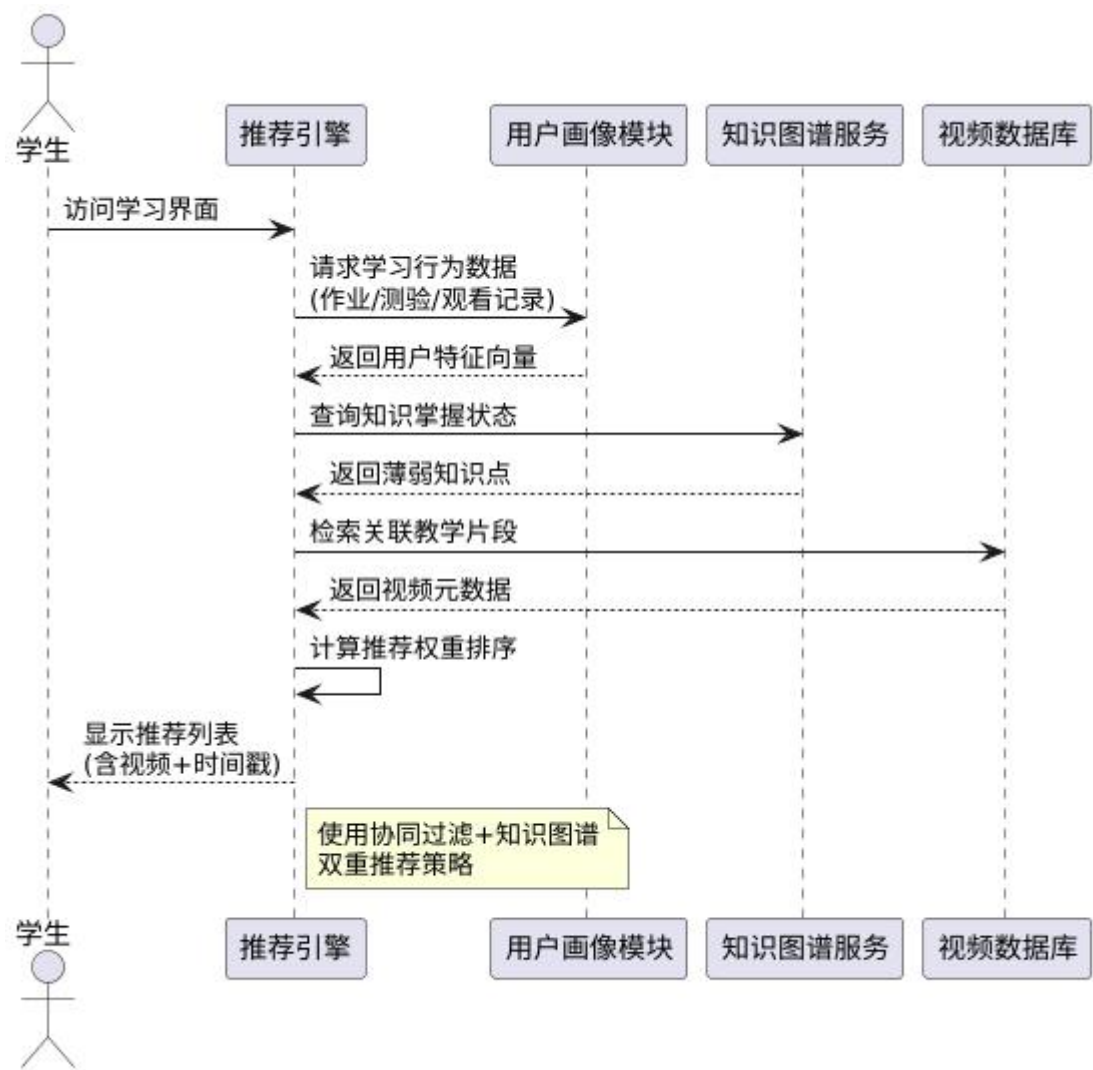 学生
推荐引擎
用户画像模块
知识图谱服务
视频数据库
访问学习界面
请求学习行为数据
(作业/测验/观看记录)
返回用户特征向量
查询知识掌握状态
返回薄弱知识点
检索关联教学片段
返回视频元数据
计算推荐权重排序
显示推荐列表
(含视频+时间戳)
使用协同过滤+知识图谱
双重推荐策略
学生
推荐引擎
用户画像模块
知识图谱服务
视频数据库